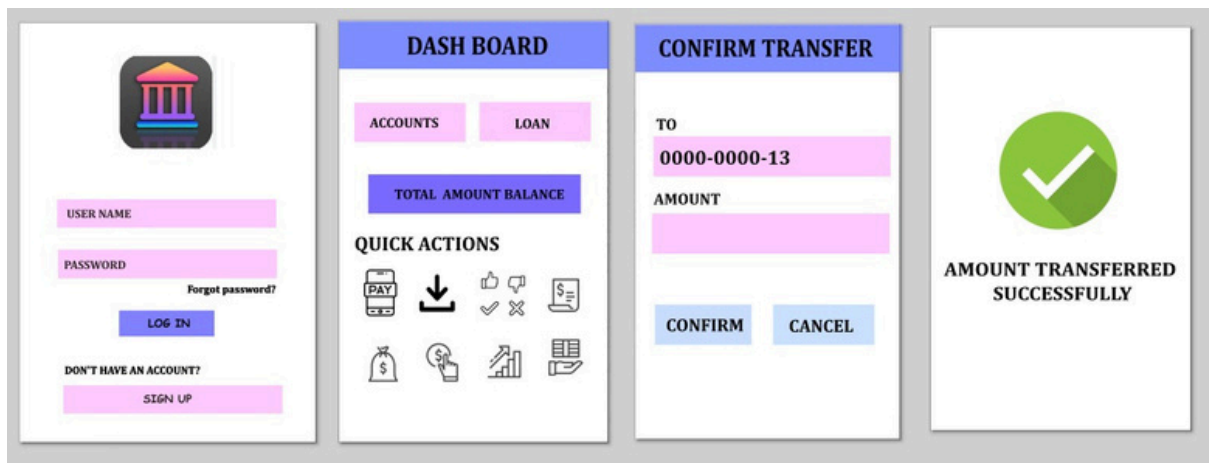 USER NAME
PASSWORD
Forgot password?
LOG IN
DON'T HAVE AN ACCOUNT?
SIGN UP
DASH BOARD
ACCOUNTS
LOAN
TOTAL AMOUNT BALANCE
QUICK ACTIONS
PAY
$
$
$
CONFIRM TRANSFER
TO
0000-0000-13
AMOUNT
CONFIRM
CANCEL
AMOUNT TRANSFERRED
SUCCESSFULLY